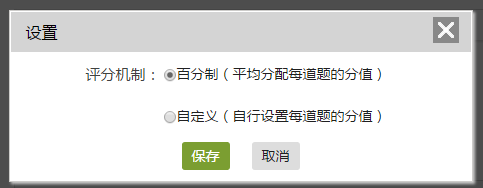 设置
评分机制：百分制（平均分配每道题的分值）
自定义（自行设置每道题的分值）
保存 取消